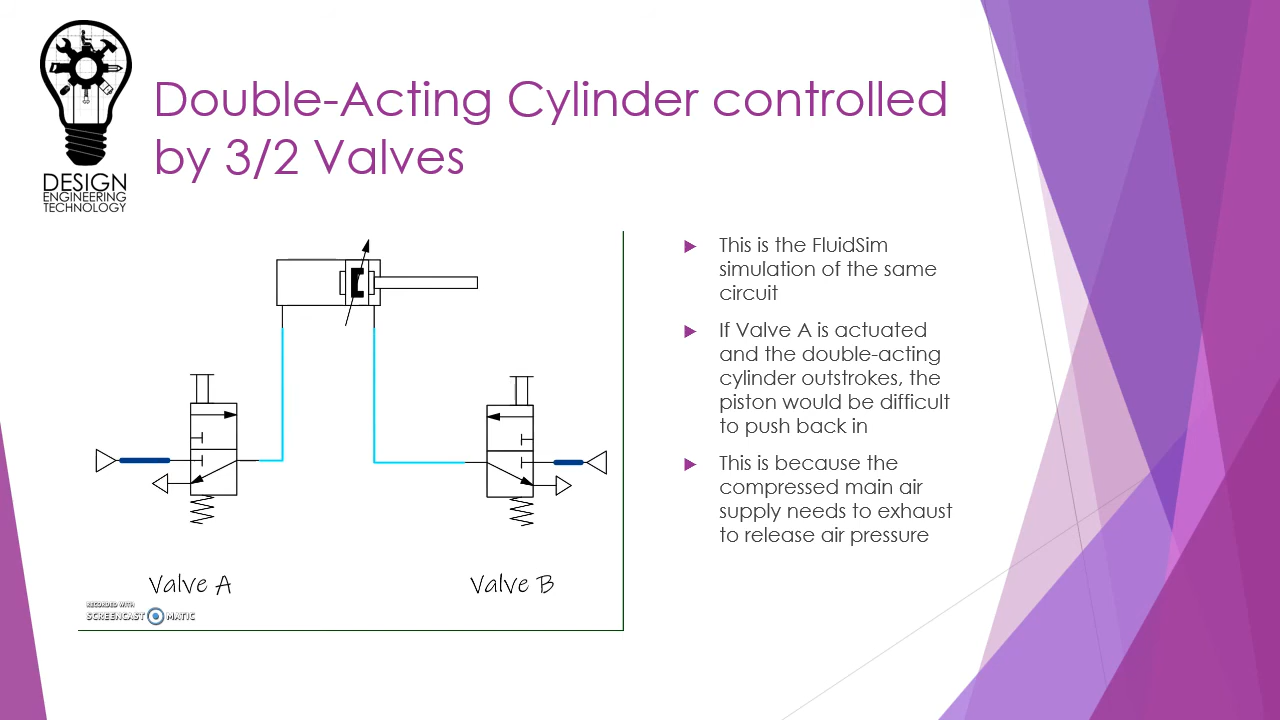 DESIGN
ENGINEERING
TECHNOLOGY
Double-Acting Cylinder controlled
by 3/2 Valves
Valve A
Valve B
RECORDED WITH
SCREENCAST MATIC
This is the FluidSim
simulation of the same
circuit
If Valve A is actuated
and the double-acting
cylinder outstrokes, the
piston would be difficult
to push back in
This is because the
compressed main air
supply needs to exhaust
to release air pressure